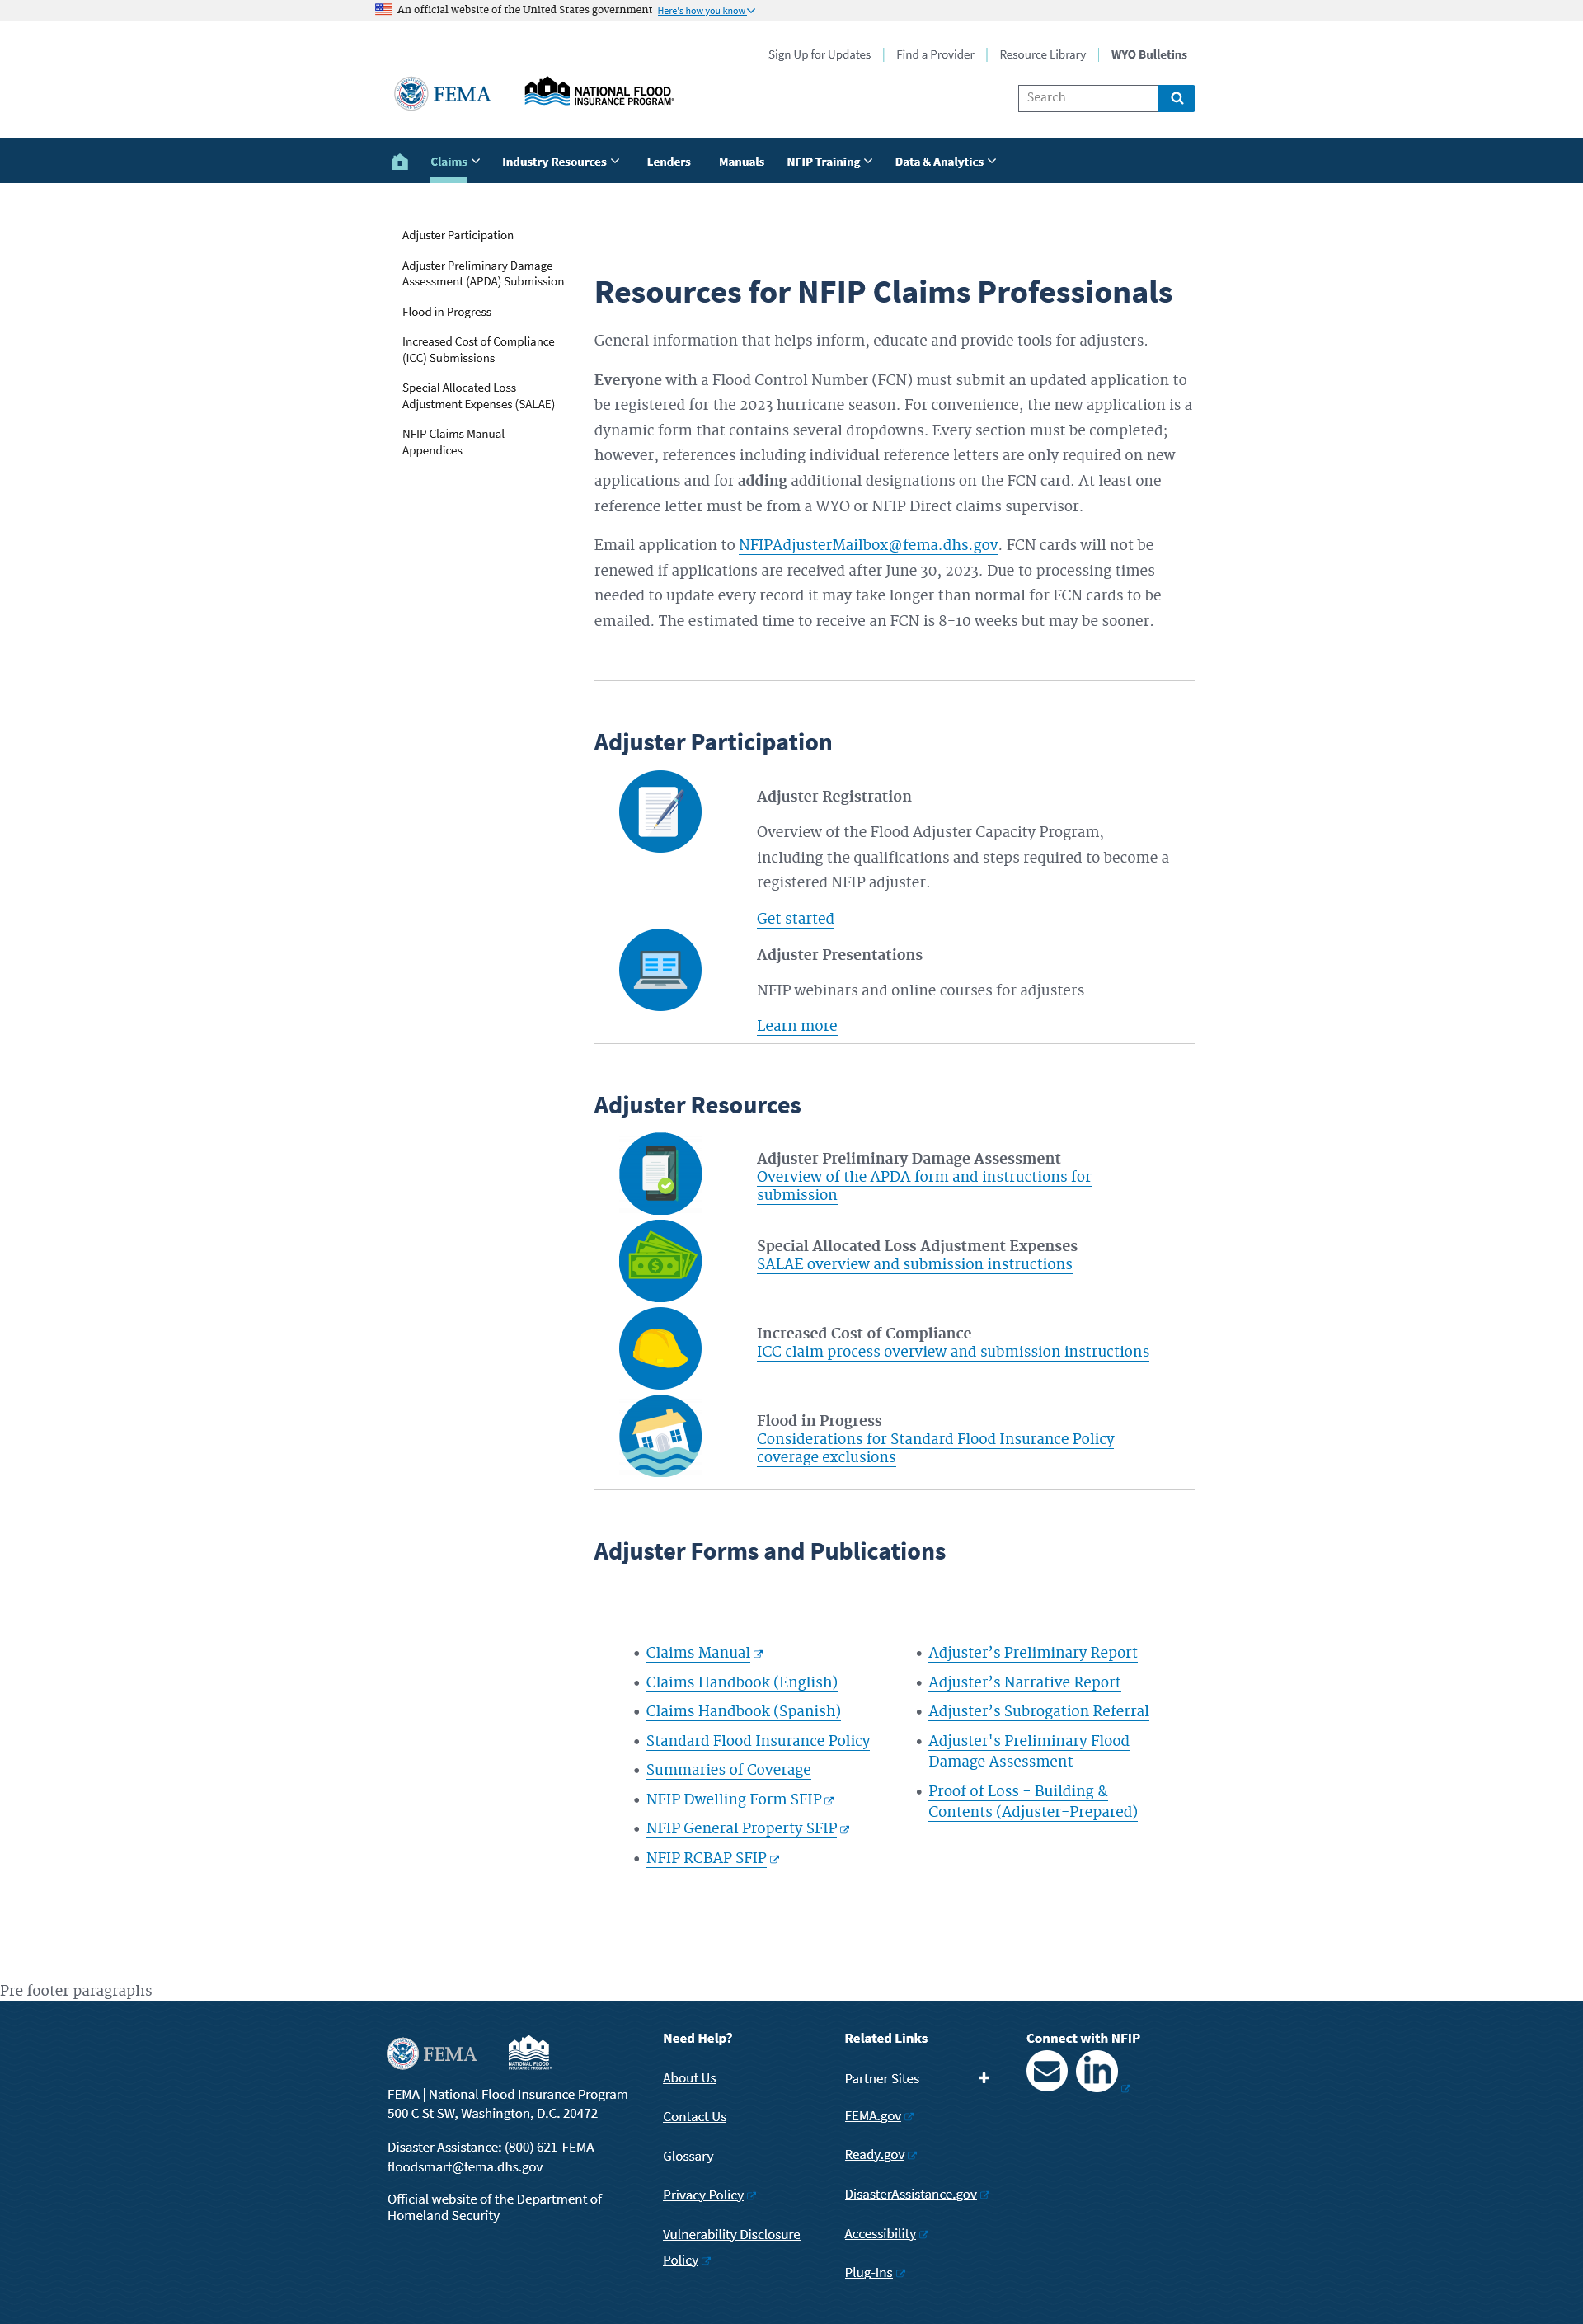 An official website of the United States government Here's how you know
Sign Up for Updates
Find a Provider
Resource Library
WYO Bulletins
FEMA
NATIONAL FLOOD
INSURANCE PROGRAM®
Search
Claims
Industry Resources
Lenders
Manuals
NFIP Training
Data & Analytics
Adjuster Participation
Adjuster Preliminary Damage
Assessment (APDA) Submission
Flood in Progress
Increased Cost of Compliance
(ICC) Submissions
Special Allocated Loss
Adjustment Expenses (SALAE)
NFIP Claims Manual
Appendices
Resources for NFIP Claims Professionals
General information that helps inform, educate and provide tools for adjusters.
Everyone with a Flood Control Number (FCN) must submit an updated application to
be registered for the 2023 hurricane season. For convenience, the new application is a
dynamic form that contains several dropdowns. Every section must be completed;
however, references including individual reference letters are only required on new
applications and for adding additional designations on the FCN card. At least one
reference letter must be from a WYO or NFIP Direct claims supervisor.
Email application to NFIPAdjusterMailbox@fema.dhs.gov. FCN cards will not be
renewed if applications are received after June 30, 2023. Due to processing times
needed to update every record it may take longer than normal for FCN cards to be
emailed. The estimated time to receive an FCN is 8-10 weeks but may be sooner.
Adjuster Participation
Adjuster Registration
Overview of the Flood Adjuster Capacity Program,
including the qualifications and steps required to become a
registered NFIP adjuster.
Get started
Adjuster Presentations
NFIP webinars and online courses for adjusters
Learn more
Adjuster Resources
Adjuster Preliminary Damage Assessment
Overview of the APDA form and instructions for
submission
Special Allocated Loss Adjustment Expenses
SALAE overview and submission instructions
Increased Cost of Compliance
ICC claim process overview and submission instructions
Flood in Progress
Considerations for Standard Flood Insurance Policy
coverage exclusions
Adjuster Forms and Publications
• Claims Manual
• Claims Handbook (English)
• Claims Handbook (Spanish)
• Standard Flood Insurance Policy
• Summaries of Coverage
• NFIP Dwelling Form SFIP
• NFIP General Property SFIP
• NFIP RCBAP SFIP
• Adjuster’s Preliminary Report
• Adjuster’s Narrative Report
• Adjuster’s Subrogation Referral
• Adjuster's Preliminary Flood
Damage Assessment
• Proof of Loss - Building &
Contents (Adjuster-Prepared)
Pre footer paragraphs
FEMA
NATIONAL FLOOD
INSURANCE PROGRAM®
FEMA | National Flood Insurance Program
500 C St SW, Washington, D.C. 20472
Disaster Assistance: (800) 621-FEMA
floodsmart@fema.dhs.gov
Official website of the Department of
Homeland Security
Need Help?
About Us
Contact Us
Glossary
Privacy Policy
Vulnerability Disclosure
Policy
Related Links
Partner Sites
FEMA.gov
Ready.gov
DisasterAssistance.gov
Accessibility
Plug-Ins
Connect with NFIP
in